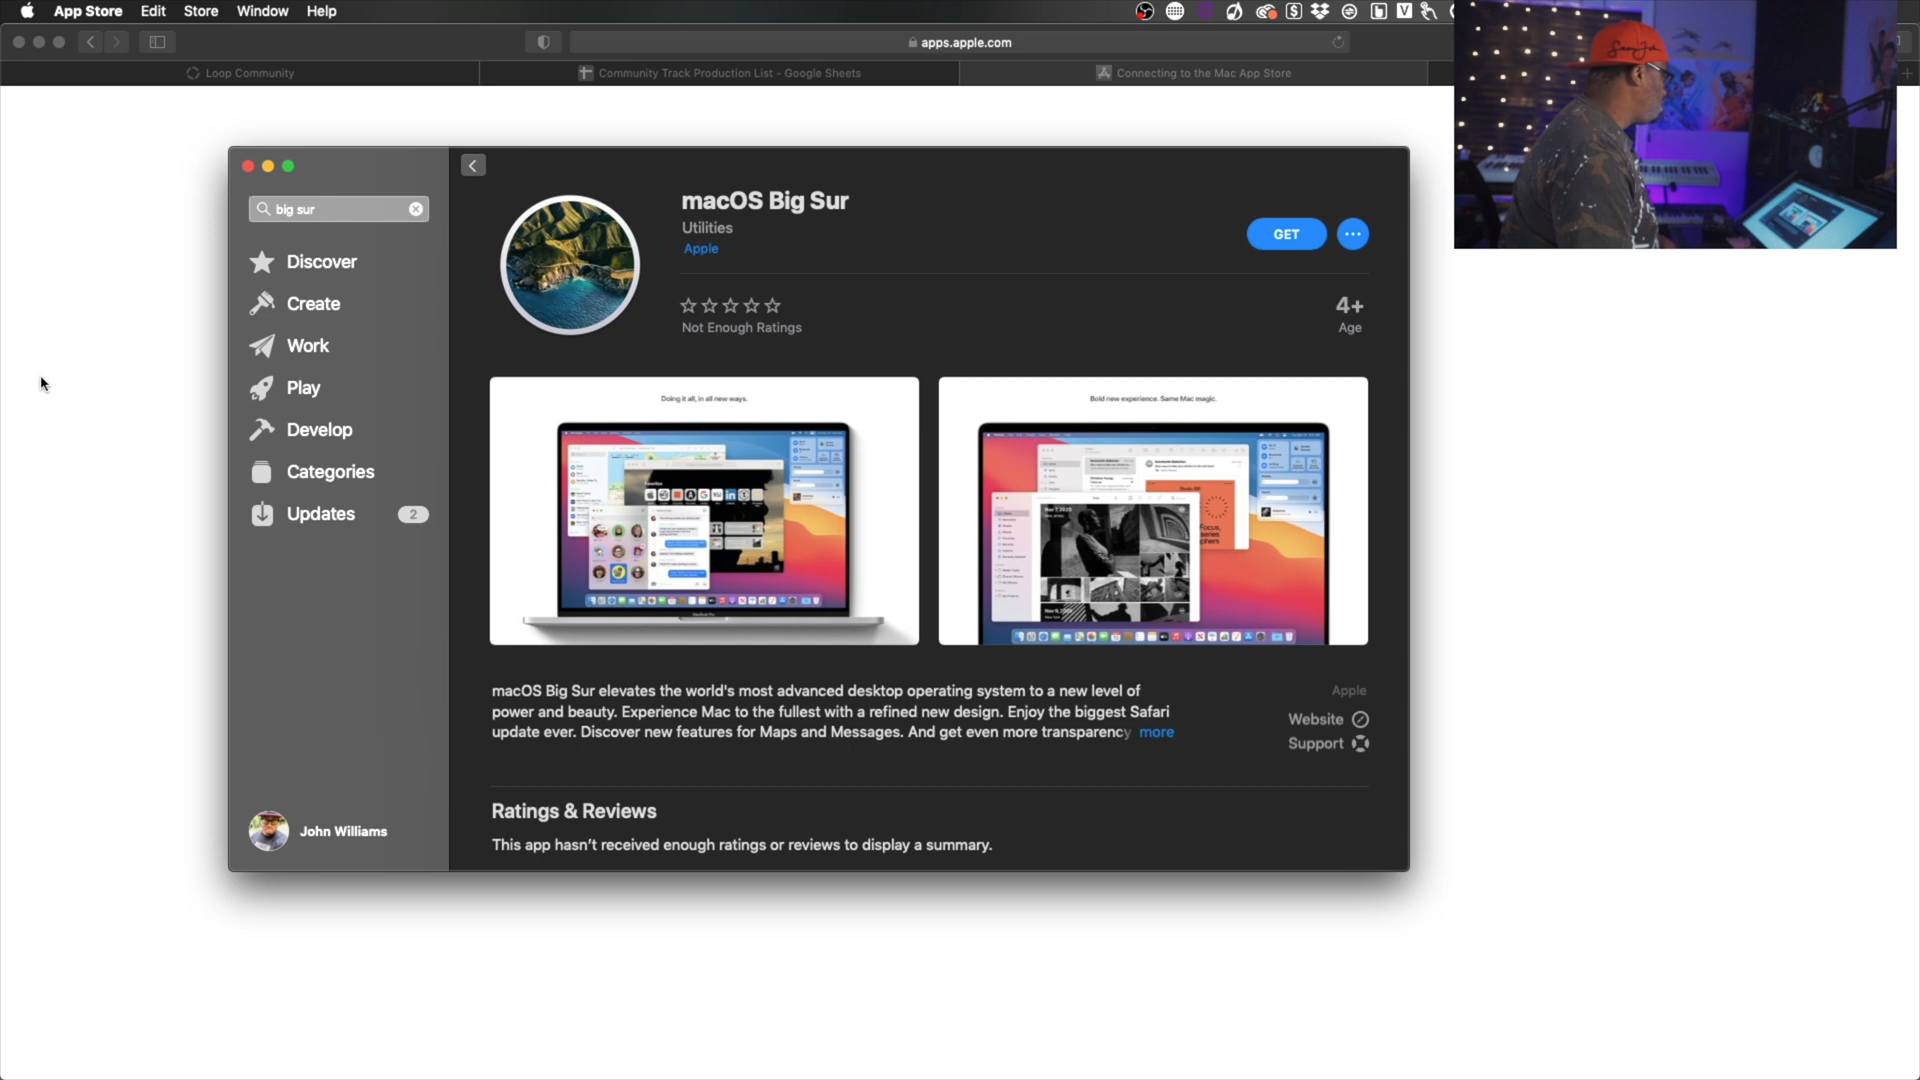 App Store Edit Store Window Help
apps.apple.com
Loop Community
Community Track Production List - Google Sheets
Connecting to the Mac App Store
big sur
Discover
Create
Work
Play
Develop
Categories
Updates 2
John Williams
macOS Big Sur
Utilities
Apple
GET
Not Enough Ratings
4+
Age
Doing it all, in all new ways.
Bold new experience. Same Mac magic.
macOS Big Sur elevates the world's most advanced desktop operating system to a new level of
power and beauty. Experience Mac to the fullest with a refined new design. Enjoy the biggest Safari
update ever. Discover new features for Maps and Messages. And get even more transparency more
Apple
Website
Support
Ratings & Reviews
This app hasn't received enough ratings or reviews to display a summary.